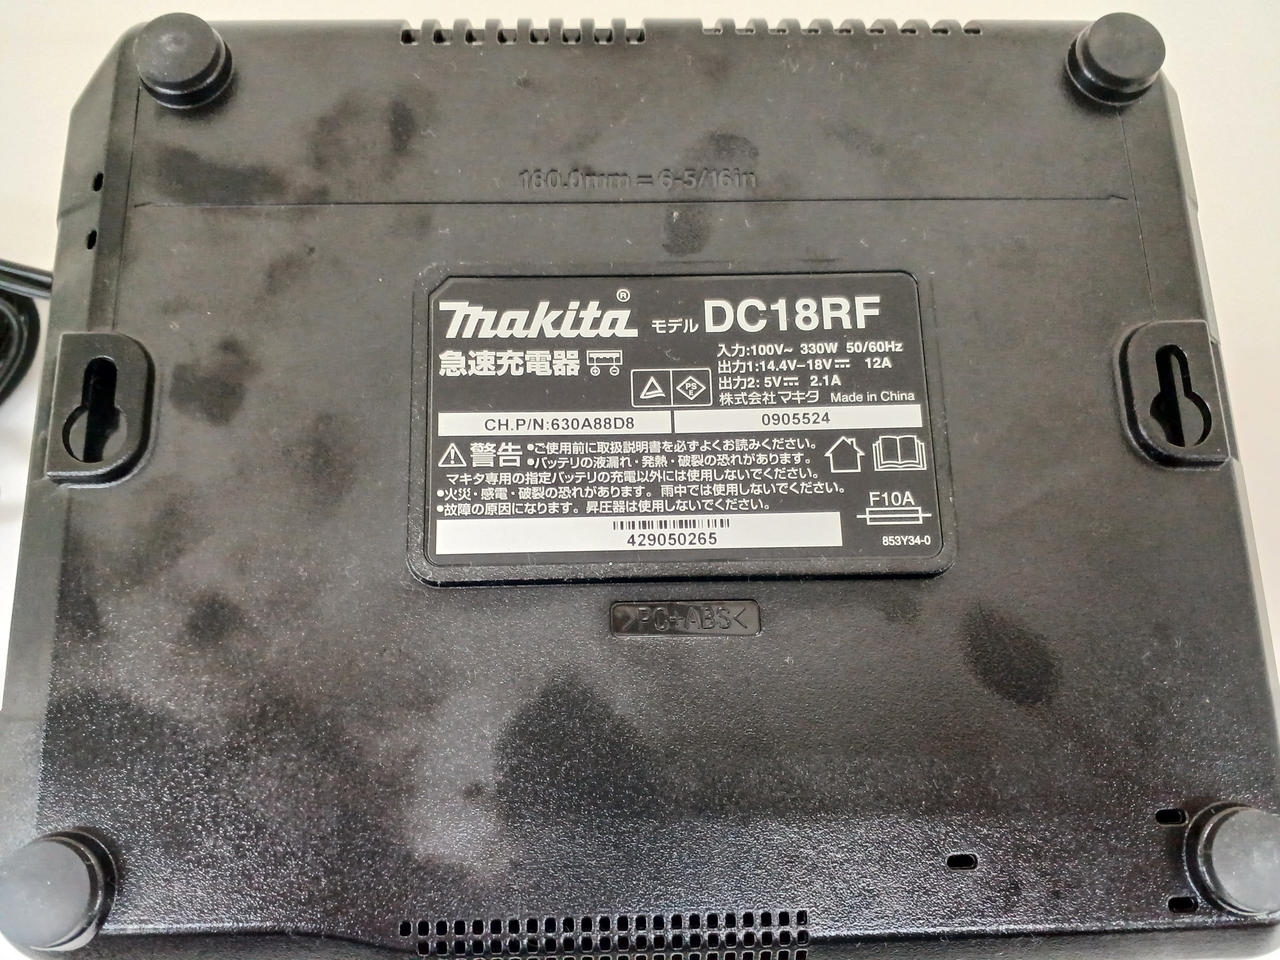 180.0mm=6-5/16in
makita® モデル DC18RF
急速充電器
入力:100V~ 330W 50/60Hz
出力1:14.4V-18V⎓ 12A
出力2: 5V⎓ 2.1A
株式会社 マキタ Made in China
PS
E
CH.P/N:630A88D8
0905524
警告
•ご使用前に取扱説明書を必ずよくお読みください。
•バッテリの液漏れ・発熱・破裂の恐れがあります。
マキタ専用の指定バッテリの充電以外には使用しないでください。
•火災・感電・破裂の恐れがあります。雨中では使用しないでください。
•故障の原因になります。昇圧器は使用しないでください。
F10A
429050265
853Y34-0
>PC+ABS<